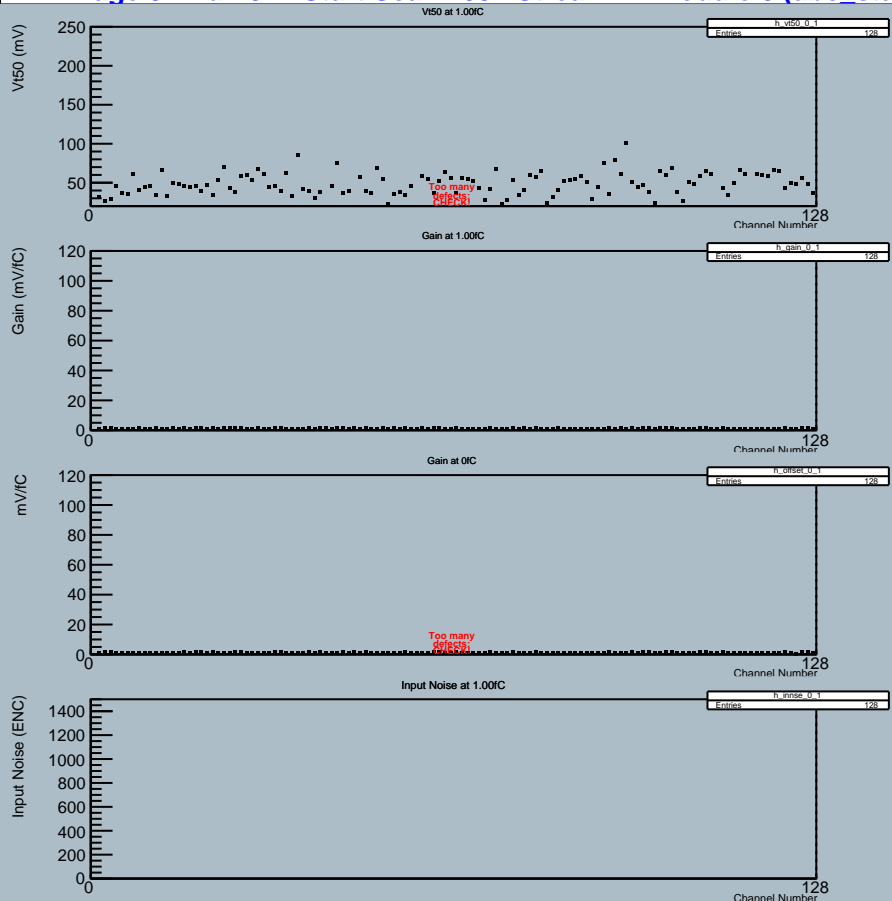 Vt50 at 1.00fC
h_vt50_0_1
Entries 128
Vt50 (mV)
250
200
150
100
50
Too many
defects:
CHECK!
0
128
Channel Number
Gain at 1.00fC
h_gain_0_1
Entries 128
Gain (mV/fC)
120
100
80
60
40
20
0
0
128
Channel Number
Gain at 0fC
h_offset_0_1
Entries 128
mV/fC
120
100
80
60
40
20
Too many
defects:
CHECK!
0
0
128
Channel Number
Input Noise at 1.00fC
h_innse_0_1
Entries 128
Input Noise (ENC)
1400
1200
1000
800
600
400
200
0
0
128
Channel Number